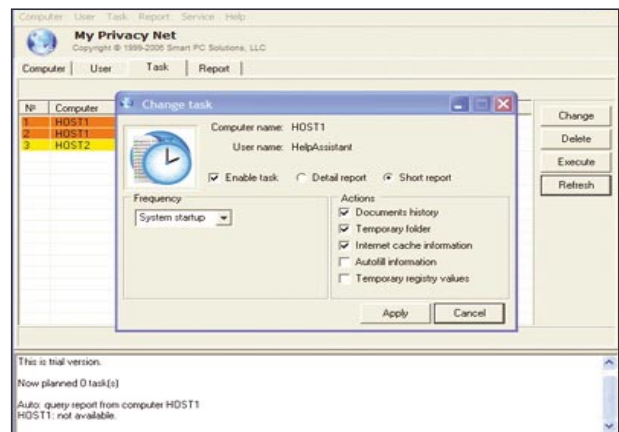 Computer User Task Report Service Help
My Privacy Net
Copyright © 1999-2006 Smart PC Solutions, LLC
Computer User Task Report
Nº Computer
1 HOST1
2 HOST1
3 HOST2
Change
Delete
Execute
Refresh
Change task
Computer name: HOST1
User name: HelpAssistant
Enable task Detail report Short report
Frequency
System startup
Actions
Documents history
Temporary folder
Internet cache information
Autofill information
Temporary registry values
Apply Cancel
This is trial version.
Now planned 0 task(s)
Auto: query report from computer HOST1
HOST1: not available.